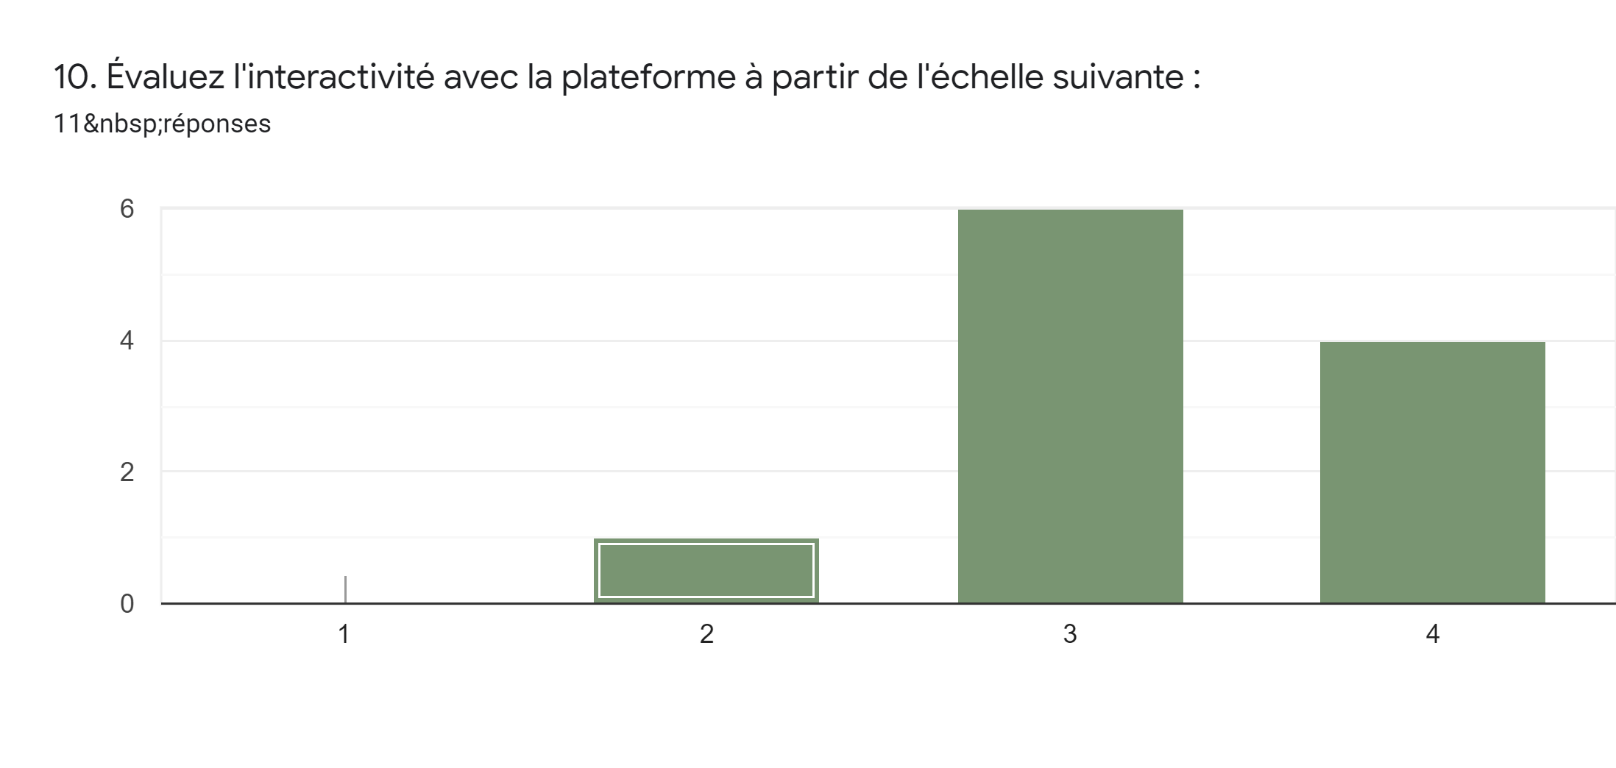 10. Évaluez l'interactivité avec la plateforme à partir de l'échelle suivante :
11&nbsp;réponses
6
4
2
0
1 2 3 4